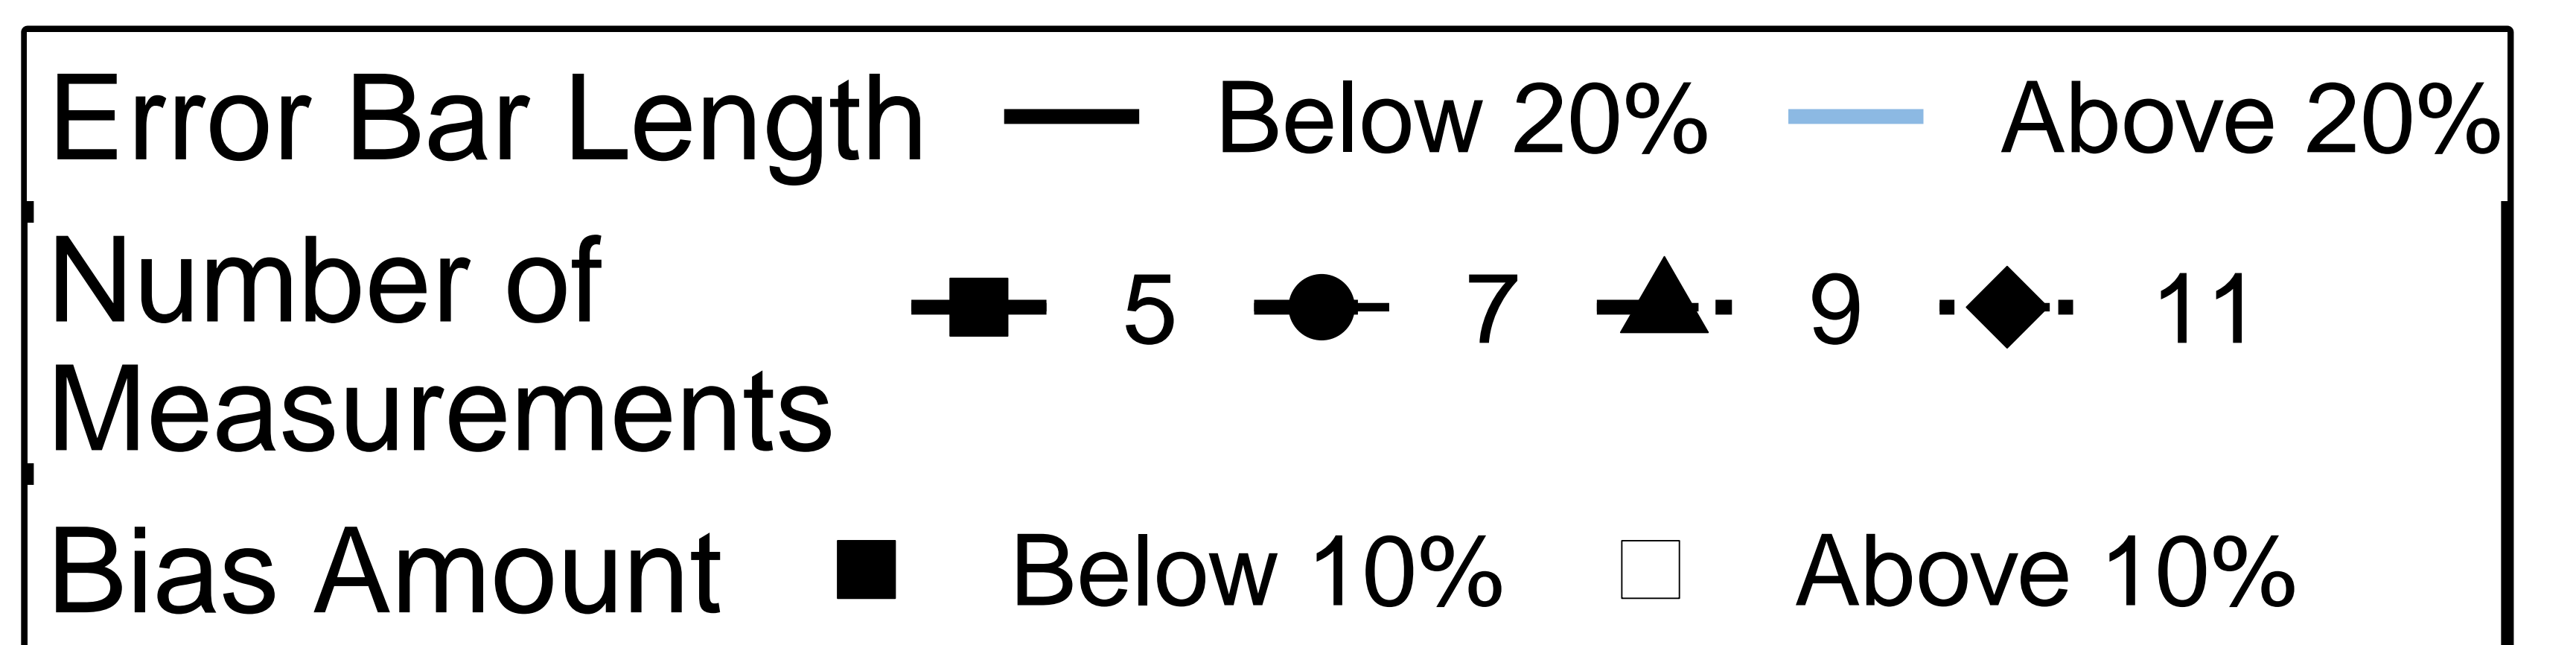 Error Bar Length Below 20% Above 20%
Number of 5 7 9 11
Measurements
Bias Amount Below 10% Above 10%